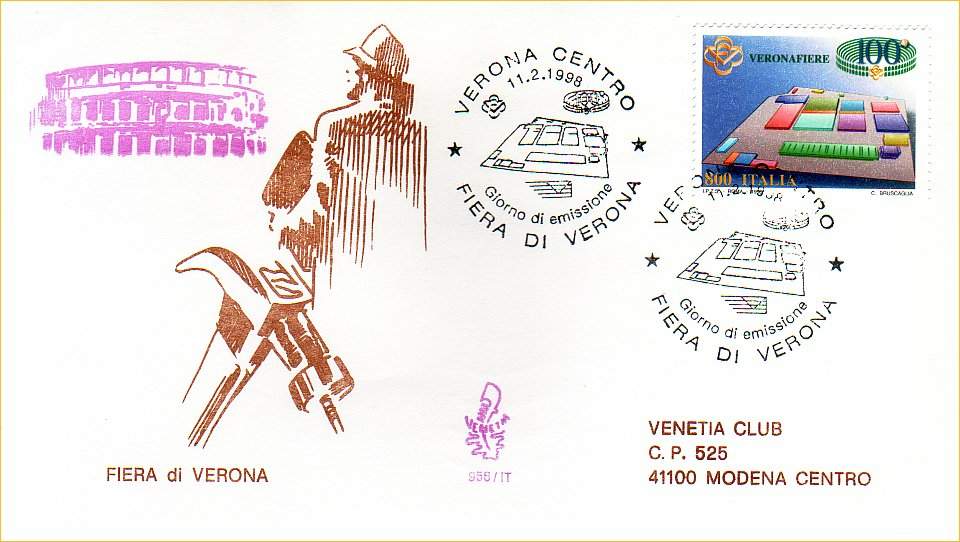 VERONA CENTRO
11.2.1998
Giorno di emissione
FIERA DI VERONA
VERONAFIERE
100
800 ITALIA
C. BRUSCAGLIA
Giorno di emissione
FIERA DI VERONA
FIERA di VERONA
956/IT
VENETIA CLUB
C. P. 525
41100 MODENA CENTRO